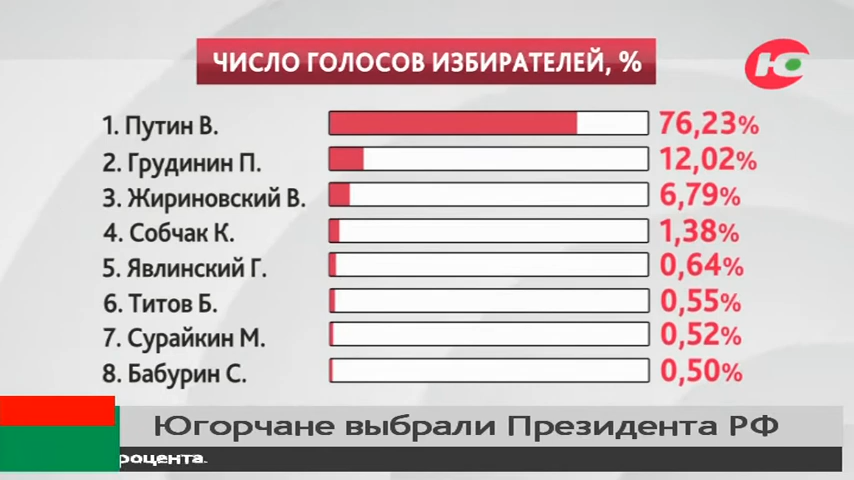 ЧИСЛО ГОЛОСОВ ИЗБИРАТЕЛЕЙ, %
Ю
1. Путин В. 76,23%
2. Грудинин П. 12,02%
3. Жириновский В. 6,79%
4. Собчак К. 1,38%
5. Явлинский Г. 0,64%
6. Титов Б. 0,55%
7. Сурайкин М. 0,52%
8. Бабурин С. 0,50%
Югорчане выбрали Президента РФ
роцента.